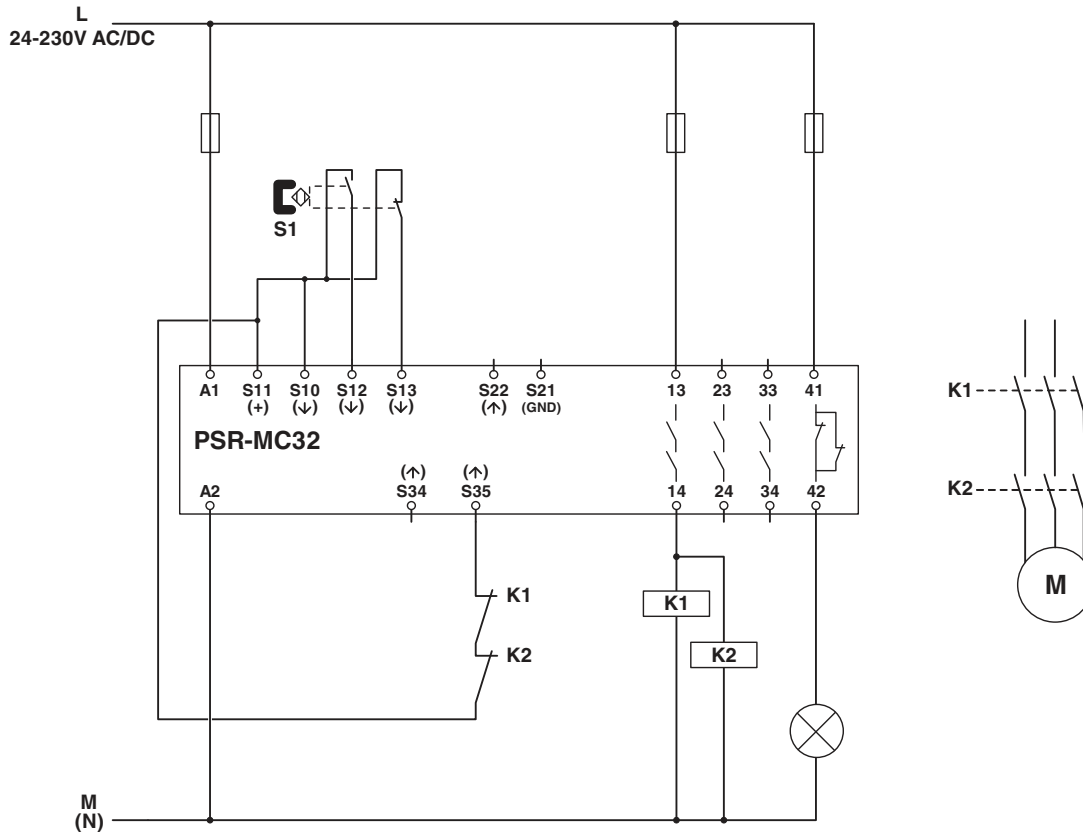 L
24-230V AC/DC
S1
A1 S11 S10 S12 S13 S22 S21 13 23 33 41
(+) (↓) (↓) (↓) (↑) (GND)
PSR-MC32
(↑) (↑)
A2 S34 S35 14 24 34 42
K1
K2
K1
K2
K1
K2
M
M
(N)